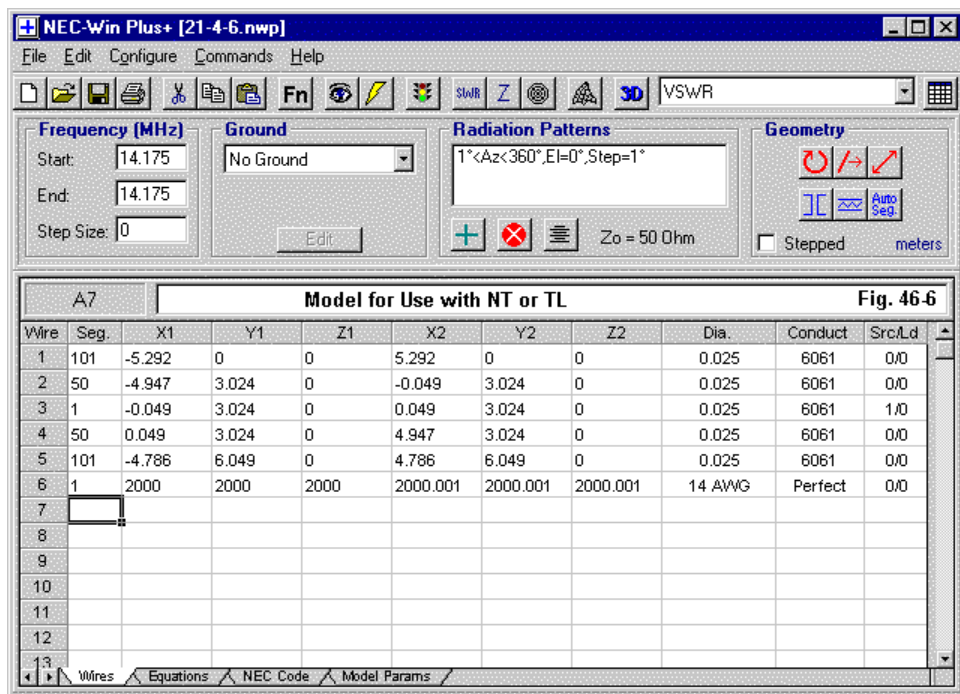 NEC-Win Plus+ [21-4-6.nwp]
File Edit Configure Commands Help
Fn SWR Z 3D VSWR
Frequency (MHz) Ground Radiation Patterns Geometry
Start: 14.175 No Ground 1°<Az<360°,El=0°,Step=1°
End: 14.175 Auto Seg.
Step Size: 0 Edit Zo = 50 Ohm Stepped meters
A7 Model for Use with NT or TL Fig. 46-6
Wire Seg. X1 Y1 Z1 X2 Y2 Z2 Dia. Conduct Src/Ld
1 101 -5.292 0 0 5.292 0 0 0.025 6061 0/0
2 50 -4.947 3.024 0 -0.049 3.024 0 0.025 6061 0/0
3 1 -0.049 3.024 0 0.049 3.024 0 0.025 6061 1/0
4 50 0.049 3.024 0 4.947 3.024 0 0.025 6061 0/0
5 101 -4.786 6.049 0 4.786 6.049 0 0.025 6061 0/0
6 1 2000 2000 2000 2000.001 2000.001 2000.001 14 AWG Perfect 0/0
7
8
9
10
11
12
13
Wires Equations NEC Code Model Params